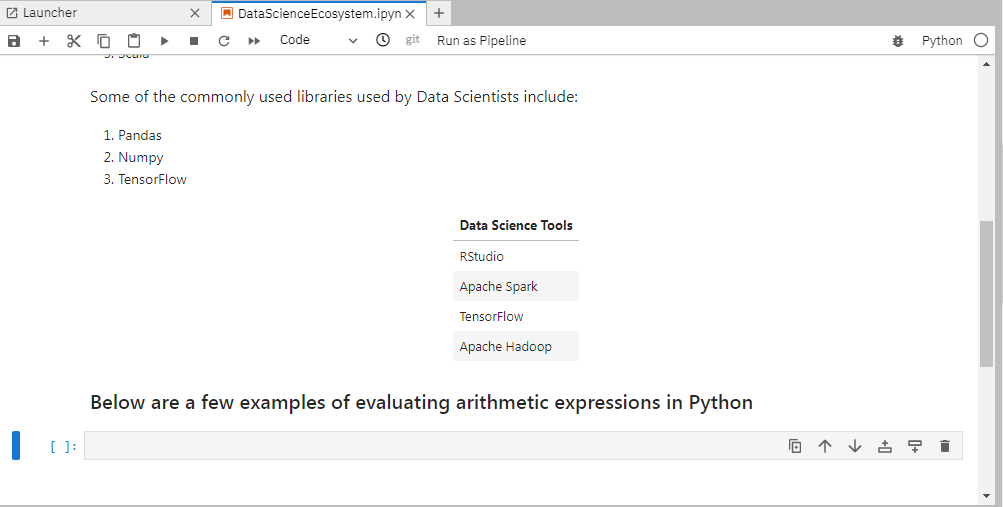 Launcher
DataScienceEcosystem.ipyn
Code
git
Run as Pipeline
Python
5. Scala
Some of the commonly used libraries used by Data Scientists include:
1. Pandas
2. Numpy
3. TensorFlow
Data Science Tools
RStudio
Apache Spark
TensorFlow
Apache Hadoop
Below are a few examples of evaluating arithmetic expressions in Python
[ ]: